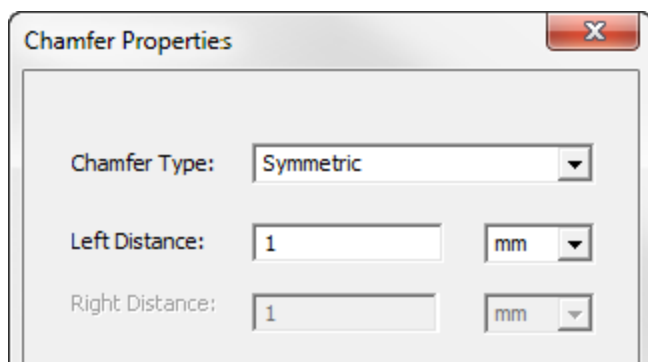 Chamfer Properties
Chamfer Type: Symmetric
Left Distance: 1 mm
Right Distance: 1 mm